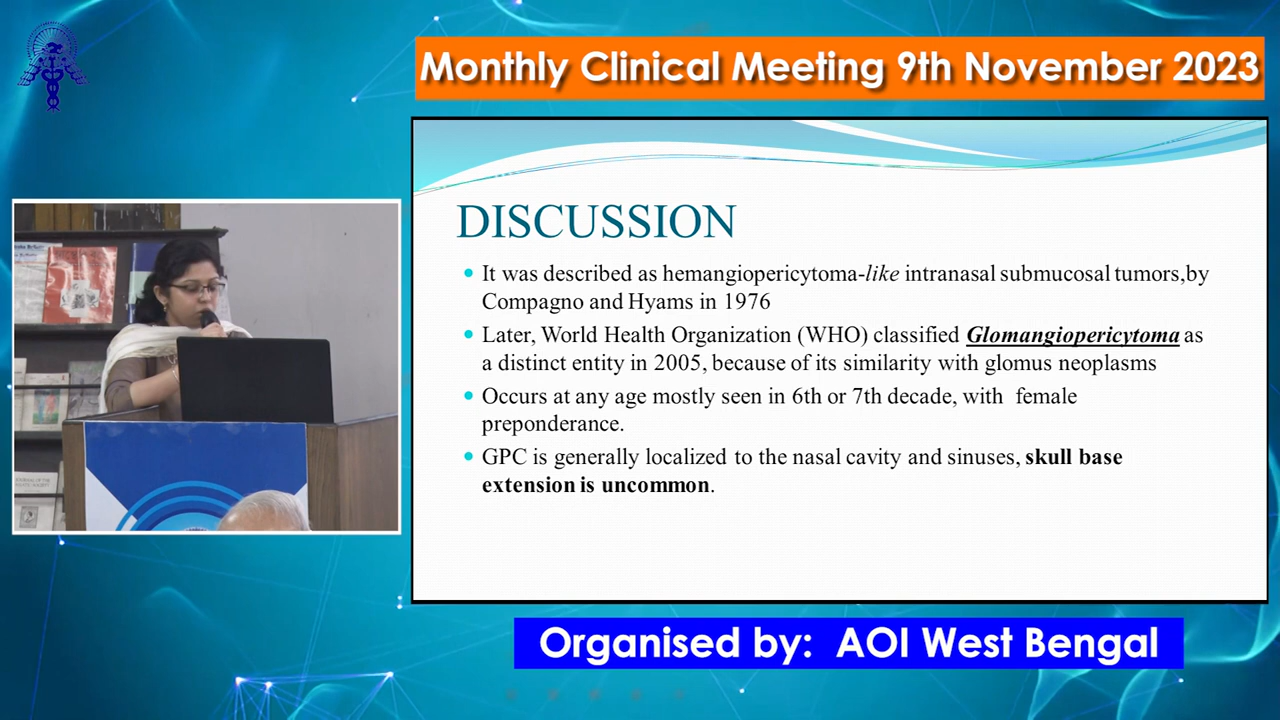 Monthly Clinical Meeting 9th November 2023
DISCUSSION
It was described as hemangiopericytoma-like intranasal submucosal tumors,by
Compagno and Hyams in 1976
Later, World Health Organization (WHO) classified Glomangiopericytoma as
a distinct entity in 2005, because of its similarity with glomus neoplasms
Occurs at any age mostly seen in 6th or 7th decade, with female
preponderance.
GPC is generally localized to the nasal cavity and sinuses, skull base
extension is uncommon.
Organised by: AOI West Bengal